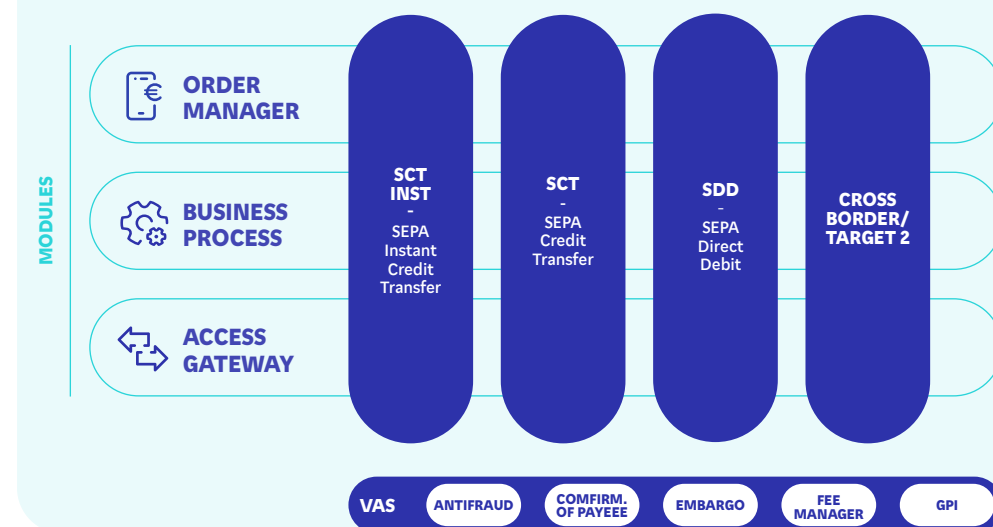 MODULES
ORDER
MANAGER
BUSINESS
PROCESS
ACCESS
GATEWAY
SCT
INST
-
SEPA
Instant
Credit
Transfer
SCT
-
SEPA
Credit
Transfer
SDD
-
SEPA
Direct
Debit
CROSS
BORDER/
TARGET 2
VAS
ANTIFRAUD
COMFIRM.
OF PAYEEE
EMBARGO
FEE
MANAGER
GPI